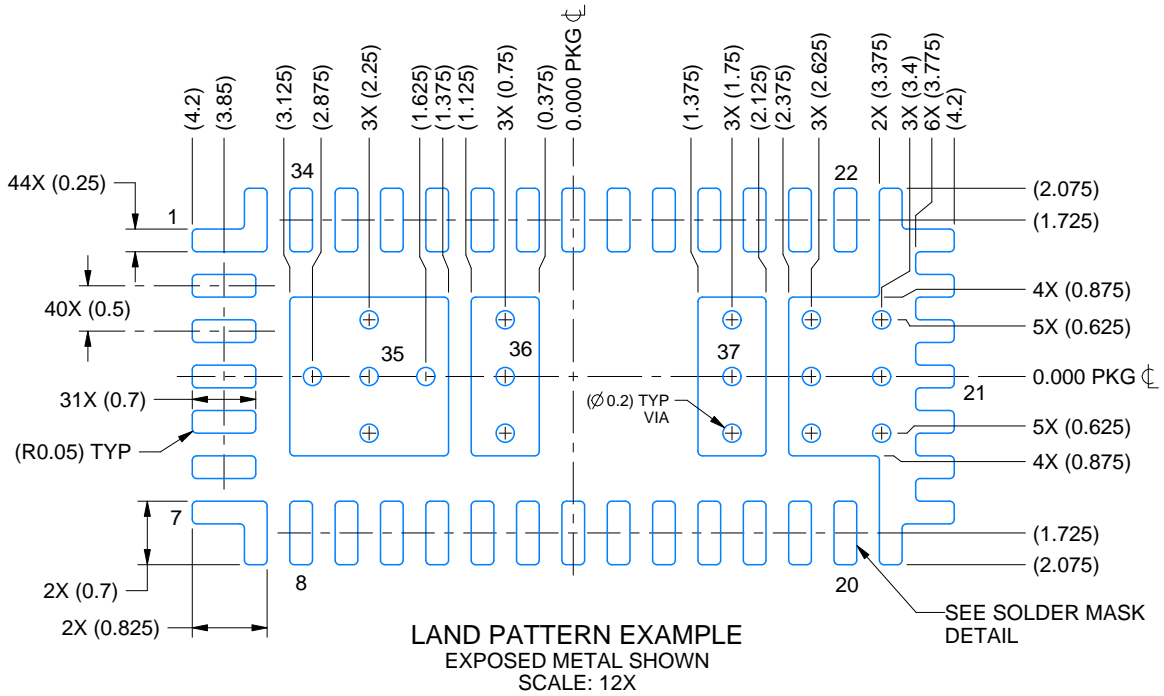 0.000 PKG ℄
(4.2)
(3.85)
(3.125)
(2.875)
3X (2.25)
(1.625)
(1.375)
(1.125)
3X (0.75)
(0.375)
(1.375)
3X (1.75)
(2.125)
(2.375)
3X (2.625)
2X (3.375)
3X (3.4)
6X (3.775)
(4.2)
44X (0.25)
1
34
22
(2.075)
(1.725)
40X (0.5)
4X (0.875)
5X (0.625)
35
36
37
31X (0.7)
0.000 PKG ℄
21
(Ø 0.2) TYP
VIA
(R0.05) TYP
5X (0.625)
4X (0.875)
7
(1.725)
2X (0.7)
8
20
(2.075)
2X (0.825)
SEE SOLDER MASK
DETAIL
LAND PATTERN EXAMPLE
EXPOSED METAL SHOWN
SCALE: 12X